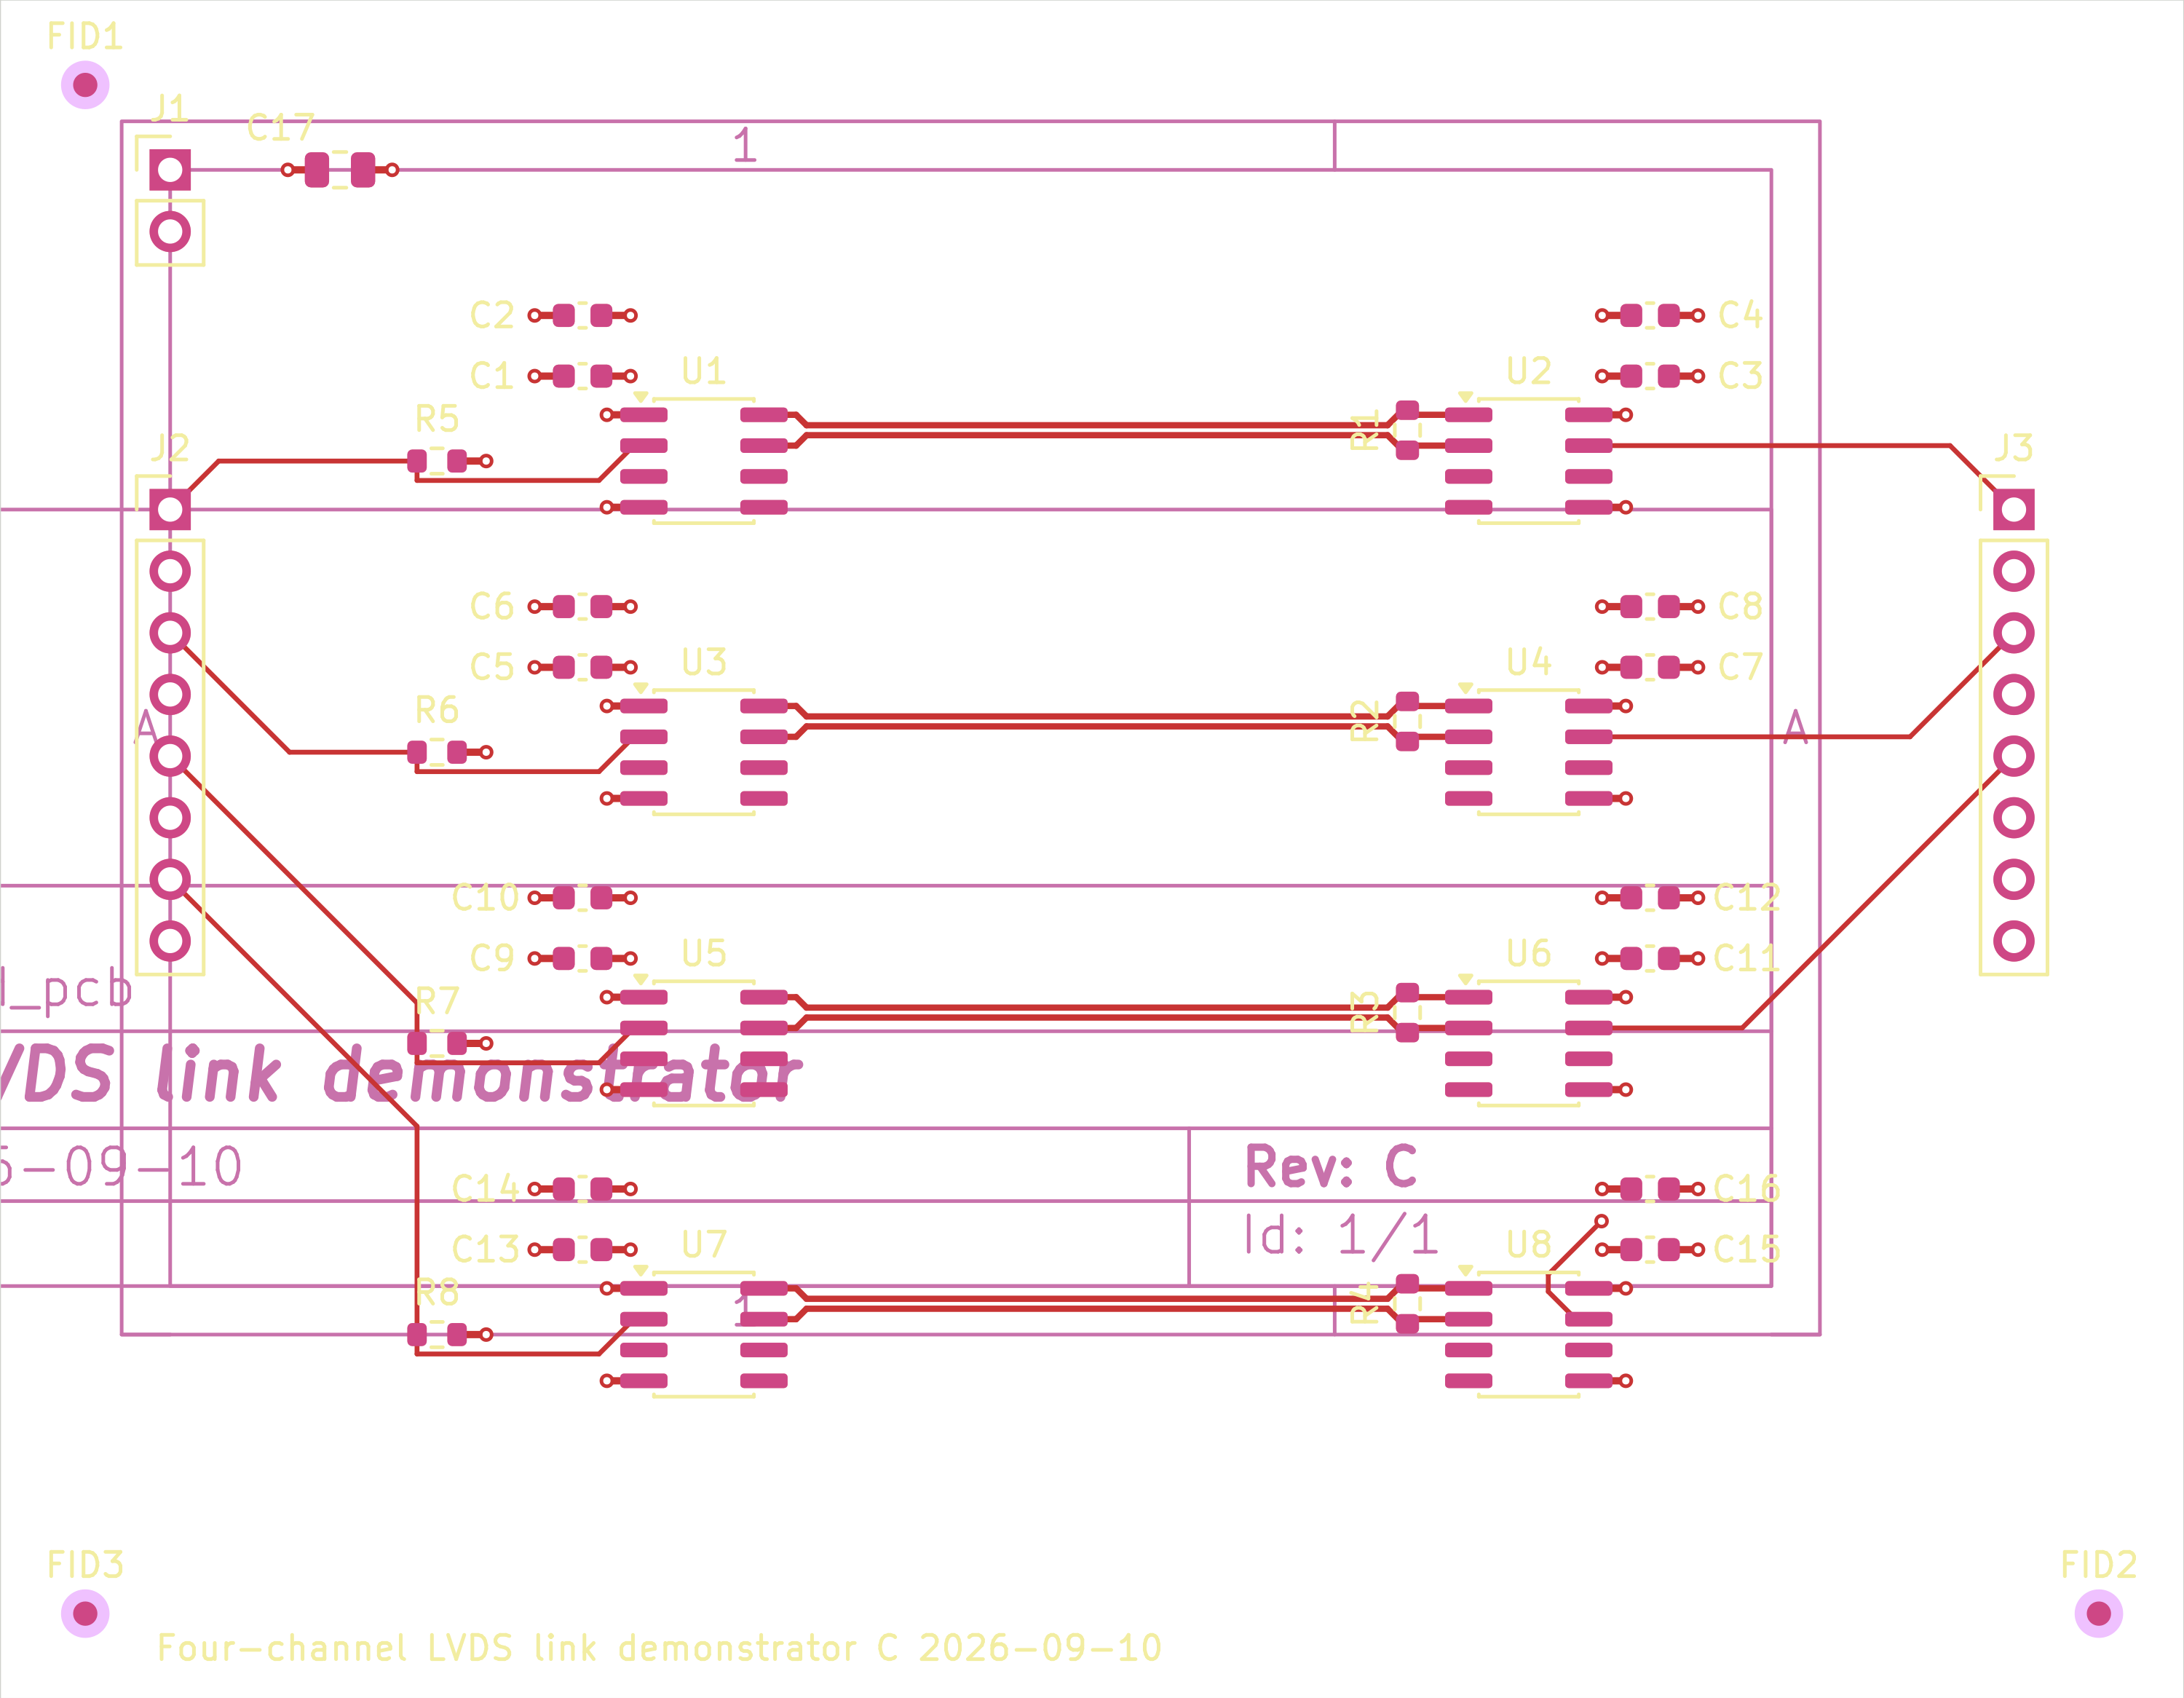 FID1
J1
C17
1
C2
C4
C1
U1
U2
C3
R5
R1
J2
J3
C6
C8
C5
U3
U4
C7
R6
R2
A
A
C10
C12
C9
U5
U6
C11
_pcb
R7
R3
VDS link demonstrator
-09-10
Rev: C
C14
C16
Id: 1/1
C13
U7
U8
C15
R8
1
R4
FID3
FID2
Four-channel LVDS link demonstrator C 2026-09-10